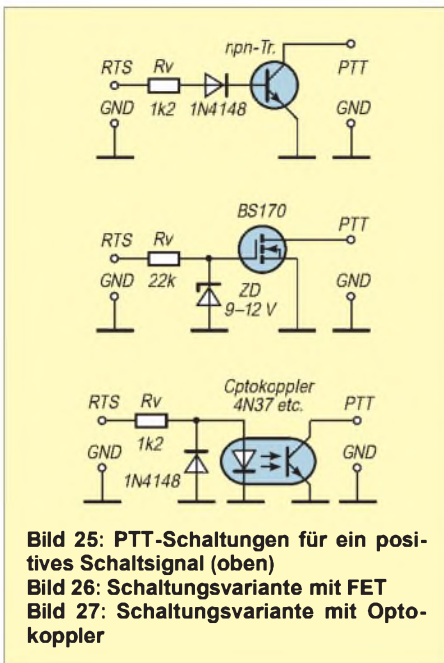 npn-Tr.
RTS Rv PTT
GND 1k2 1N4148 GND
BS170
RTS Rv PTT
GND 22k ZD GND
9–12 V
Cptokoppler
4N37 etc.
RTS Rv PTT
GND 1k2 GND
1N4148
Bild 25: PTT-Schaltungen für ein posi-
tives Schaltsignal (oben)
Bild 26: Schaltungsvariante mit FET
Bild 27: Schaltungsvariante mit Opto-
koppler